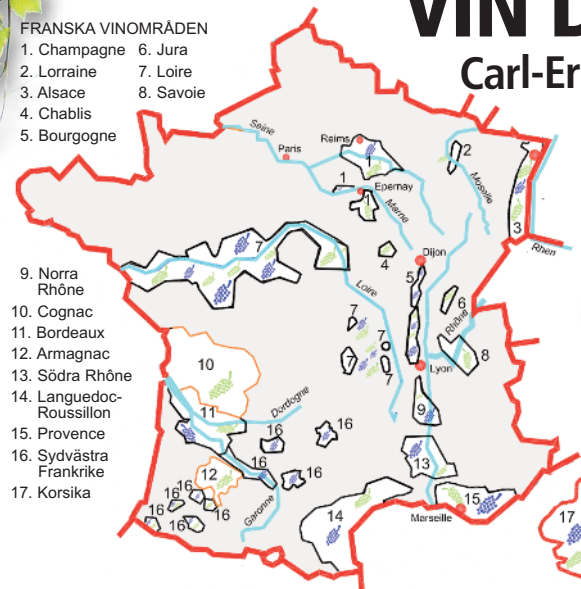 VIN D
Carl-Er
FRANSKA VINOMRÅDEN
1. Champagne
2. Lorraine
3. Alsace
4. Chablis
5. Bourgogne
6. Jura
7. Loire
8. Savoie
9. Norra
Rhône
10. Cognac
11. Bordeaux
12. Armagnac
13. Södra Rhône
14. Languedoc-
Roussillon
15. Provence
16. Sydvästra
Frankrike
17. Korsika
Seine
Paris
Reims
1
2
1
Epernay
1
Marne
Moselle
3
Rhen
7
4
Dijon
Loire
5
6
Rhône
7
7
7
7
8
Lyon
10
9
11
Dordogne
16
16
16
16
12
Garonne
16
16
16
16
13
14
Marseille
15
17